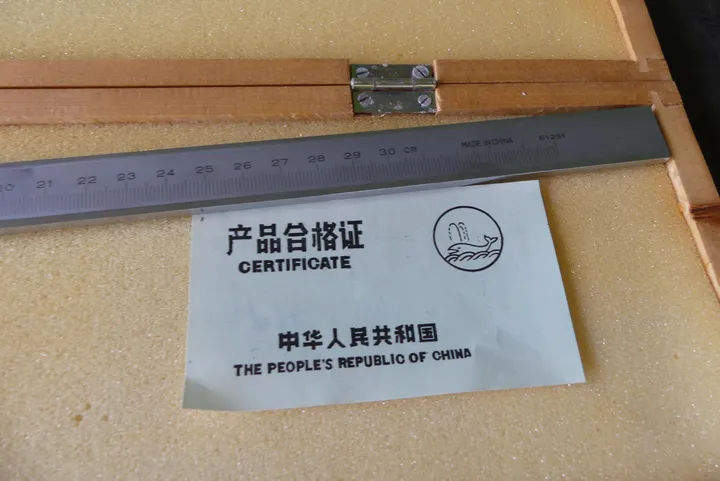 20 21 22 23 24 25 26 27 28 29 30 CM MADE IN CHINA
产品合格证
CERTIFICATE
中华人民共和国
THE PEOPLE'S REPUBLIC OF CHINA